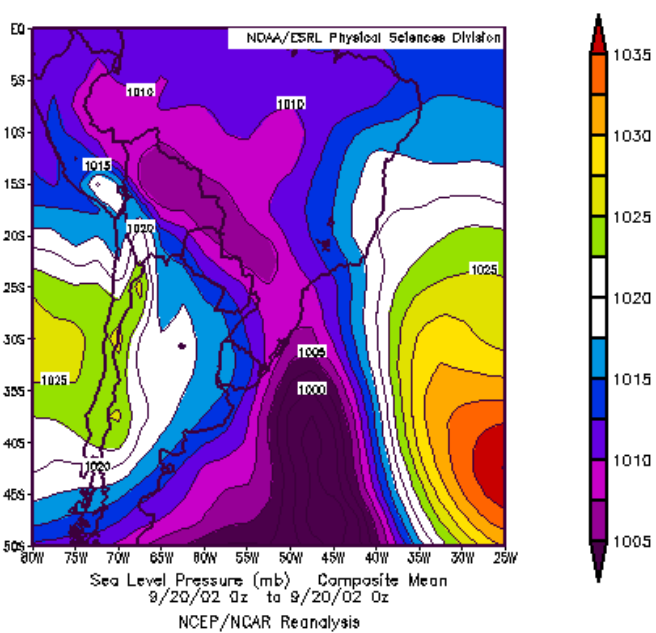 NOAA/ESRL Physical Sciences Division
EQ
5S
10S
15S
20S
25S
30S
35S
40S
45S
50S
1010
1010
1015
1020
1025
1005
1000
1025
1020
80W 75W 70W 65W 60W 55W 50W 45W 40W 35W 30W 25W
1035
1030
1025
1020
1015
1010
1005
Sea Level Pressure (mb) Composite Mean
9/20/02 0z to 9/20/02 0z
NCEP/NCAR Reanalysis